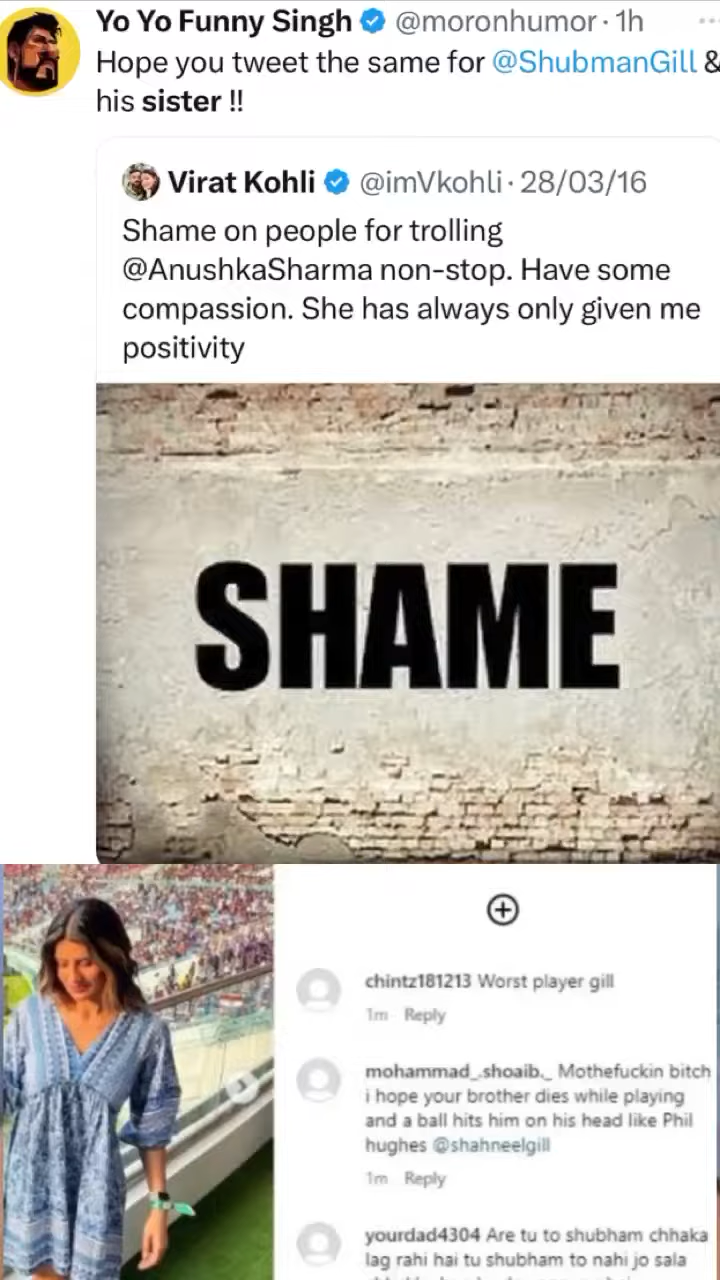 Yo Yo Funny Singh @moronhumor · 1h
Hope you tweet the same for @ShubmanGill &
his sister !!
Virat Kohli @imVkohli · 28/03/16
Shame on people for trolling
@AnushkaSharma non-stop. Have some
compassion. She has always only given me
positivity
SHAME
chintz181213 Worst player gill
1m Reply
mohammad_.shoaib._ Mothefuckin bitch
i hope your brother dies while playing
and a ball hits him on his head like Phil
hughes @shahneelgill
1m Reply
yourdad4304 Are tu to shubham chhaka
lag rahi hai tu shubham to nahi jo sala